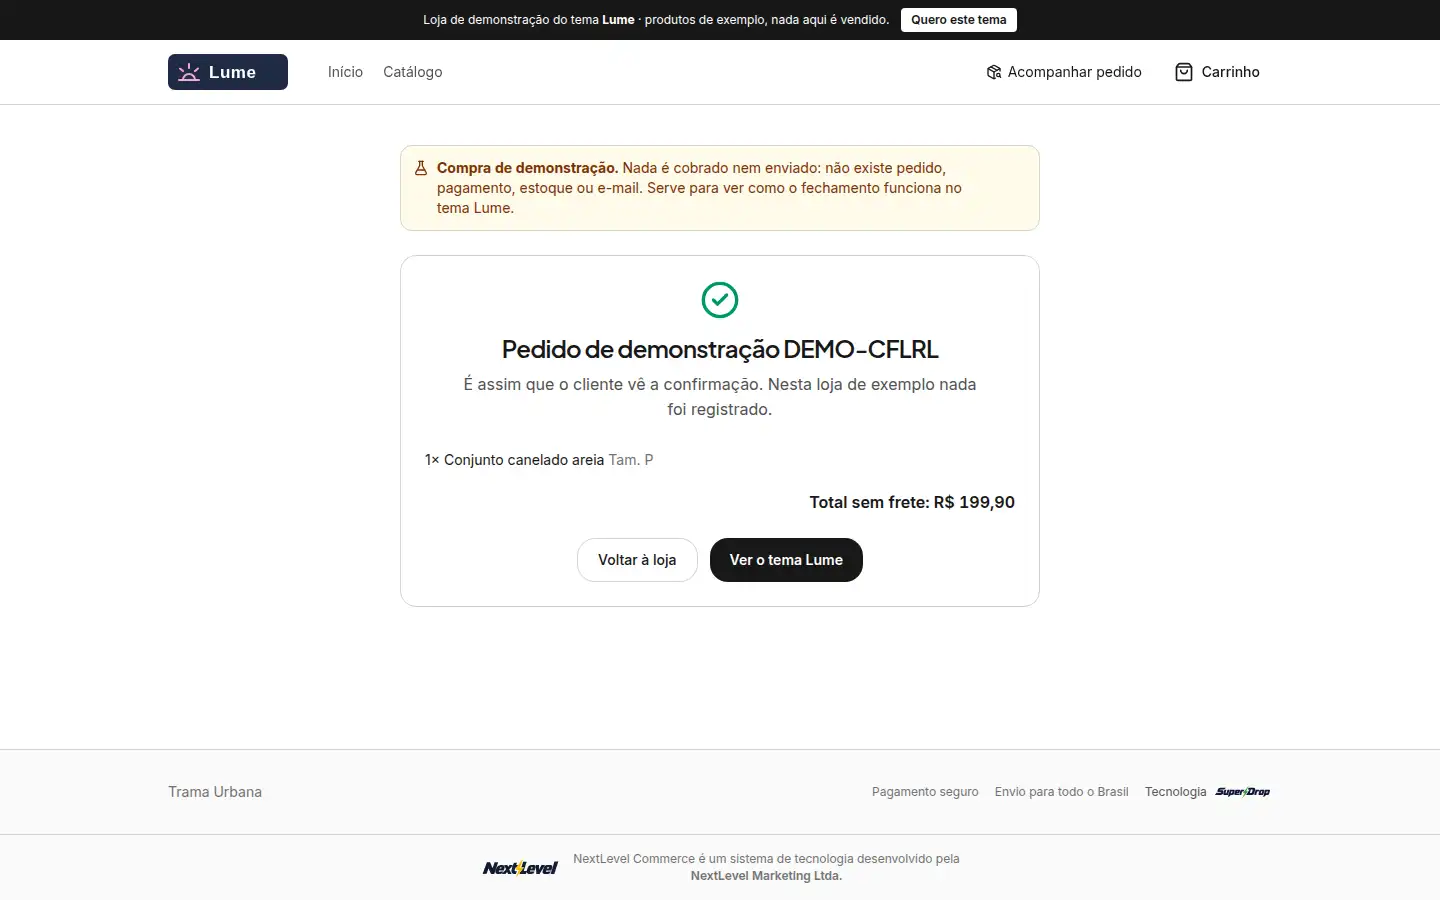 Loja de demonstração do tema Lume · produtos de exemplo, nada aqui é vendido. Quero este tema
Lume Início Catálogo Acompanhar pedido Carrinho
Compra de demonstração. Nada é cobrado nem enviado: não existe pedido,
pagamento, estoque ou e-mail. Serve para ver como o fechamento funciona no
tema Lume.
Pedido de demonstração DEMO-CFLRL
É assim que o cliente vê a confirmação. Nesta loja de exemplo nada
foi registrado.
1× Conjunto canelado areia Tam. P
Total sem frete: R$ 199,90
Voltar à loja Ver o tema Lume
Trama Urbana Pagamento seguro Envio para todo o Brasil Tecnologia SuperDrop
NextLevel NextLevel Commerce é um sistema de tecnologia desenvolvido pela
NextLevel Marketing Ltda.